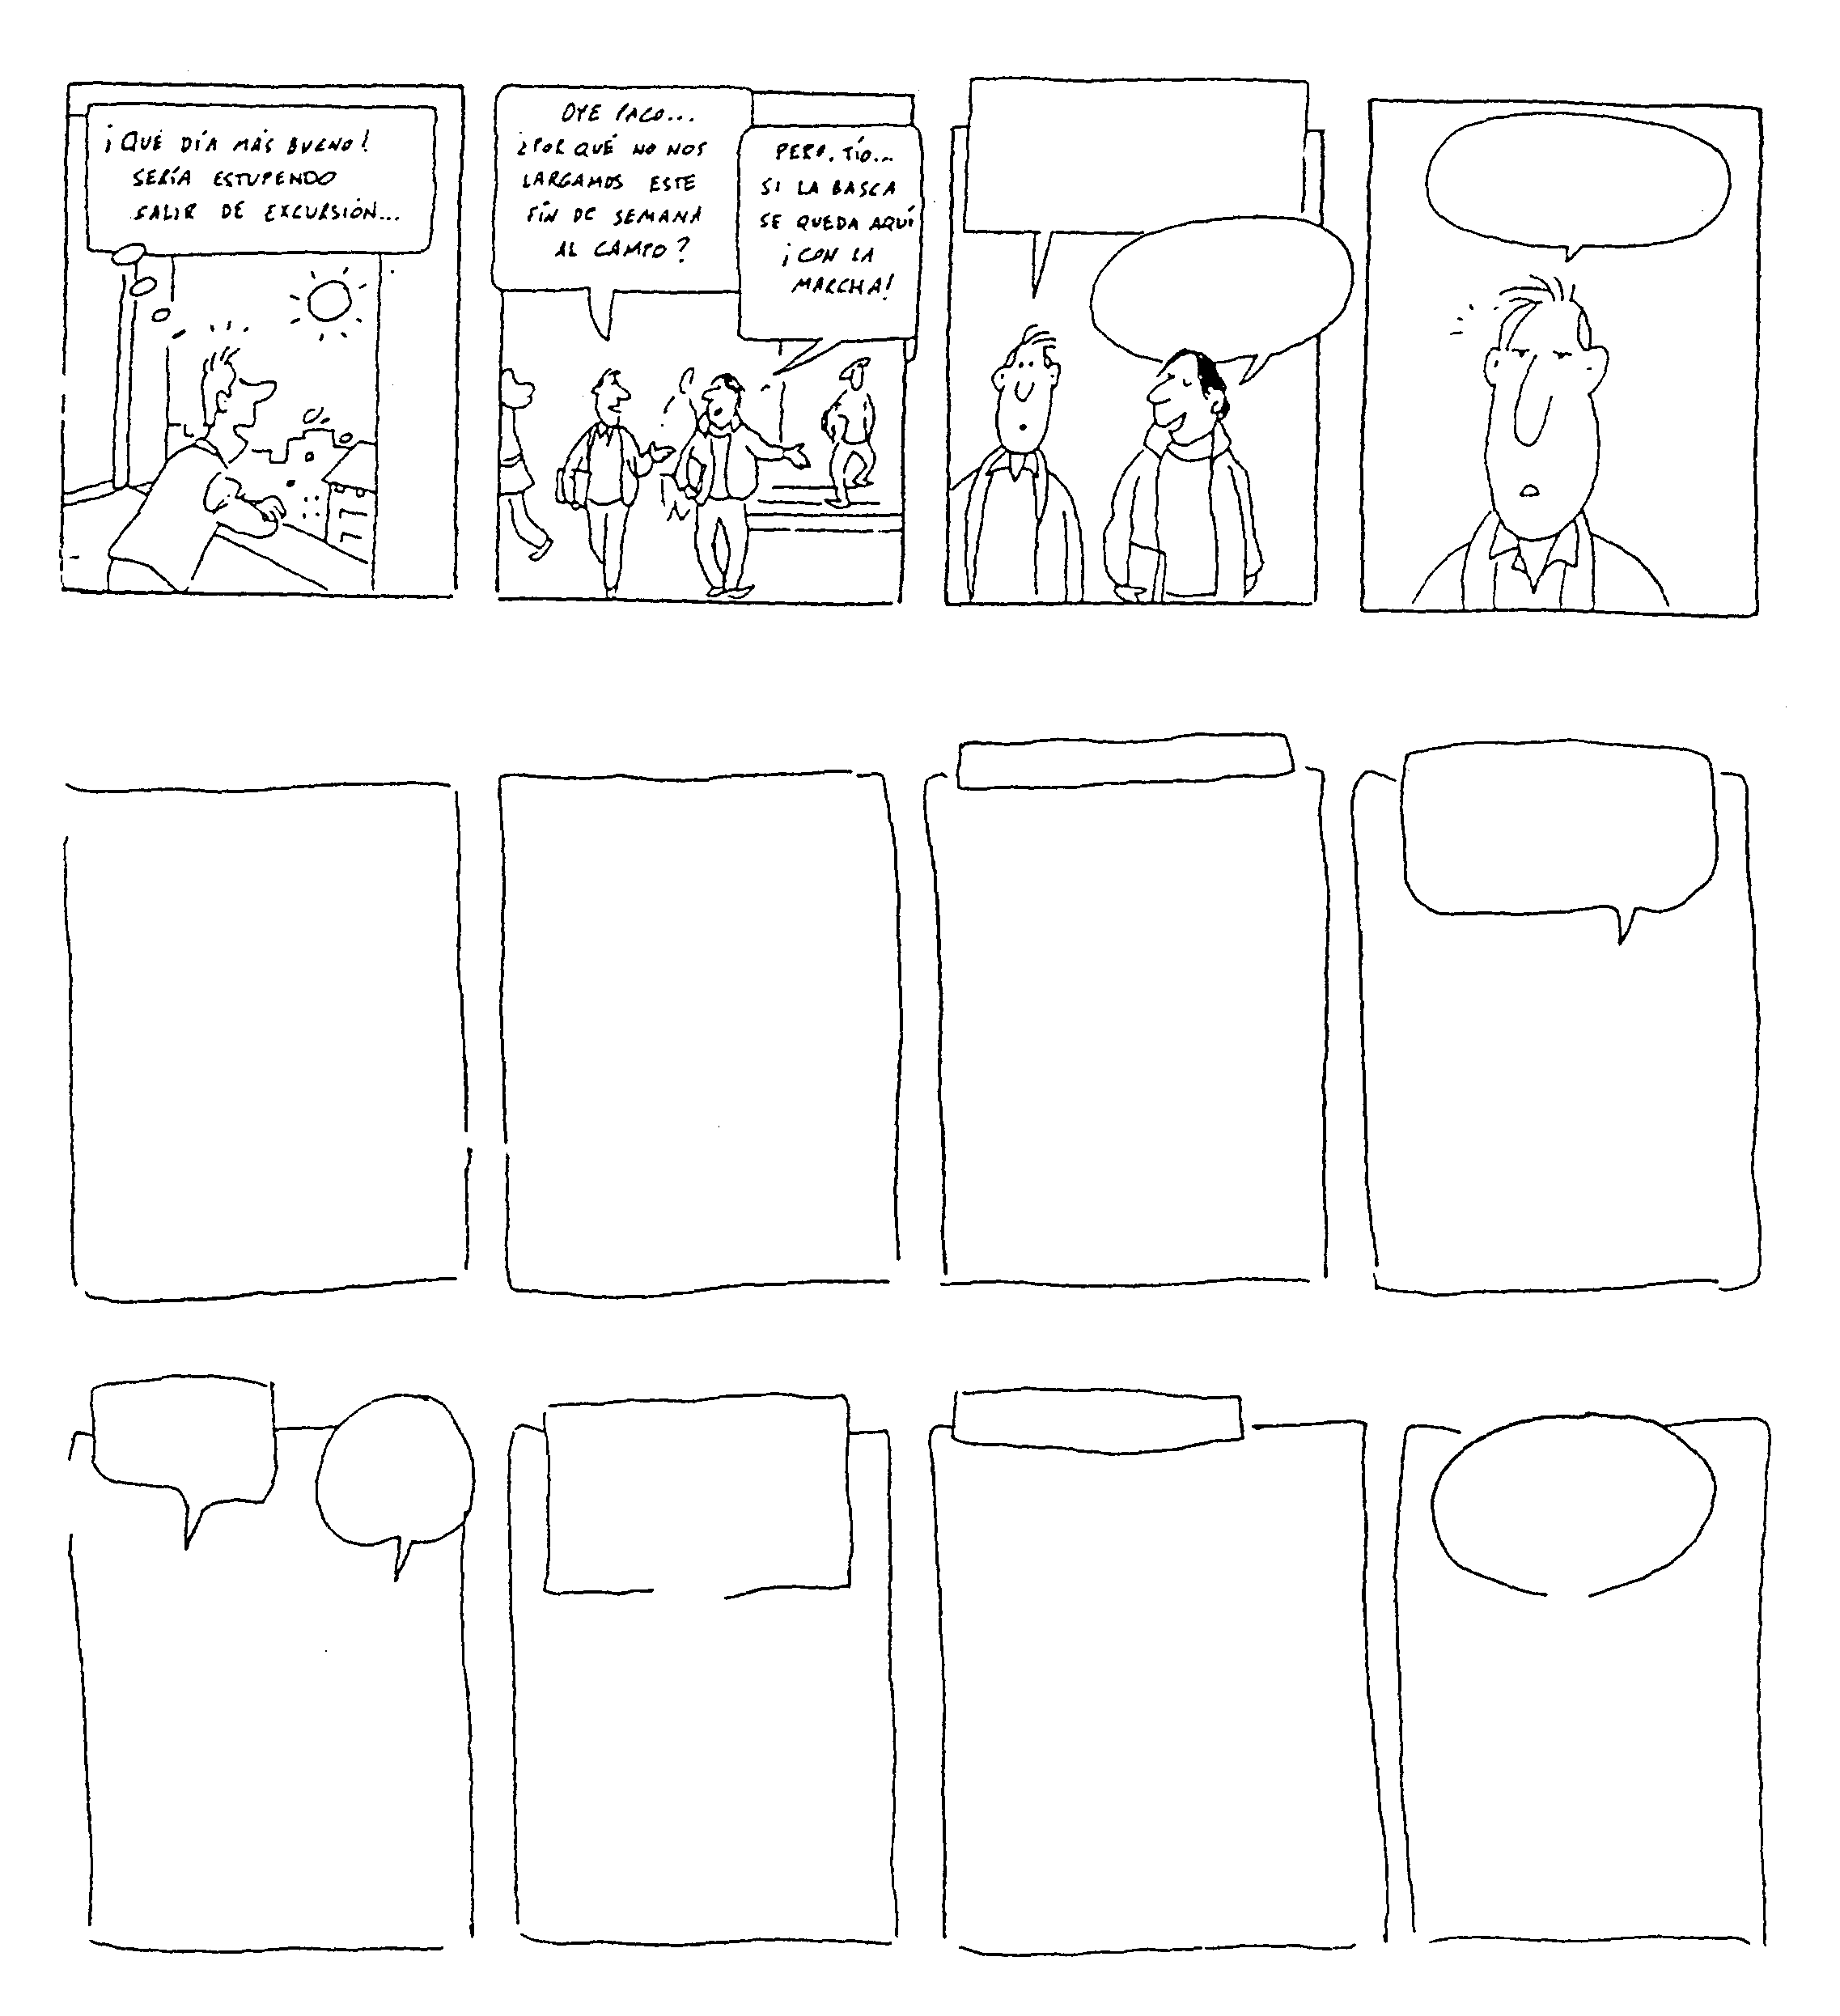 ¡QUÉ DÍA MÁS BUENO!
SERÍA ESTUPENDO
SALIR DE EXCURSIÓN...
OYE PACO...
¿POR QUÉ NO NOS
LARGAMOS ESTE
FÍN DE SEMANA
AL CAMPO?
PERO, TÍO...
SI LA BASCA
SE QUEDA AQUÍ
¡CON LA
MARCHA!